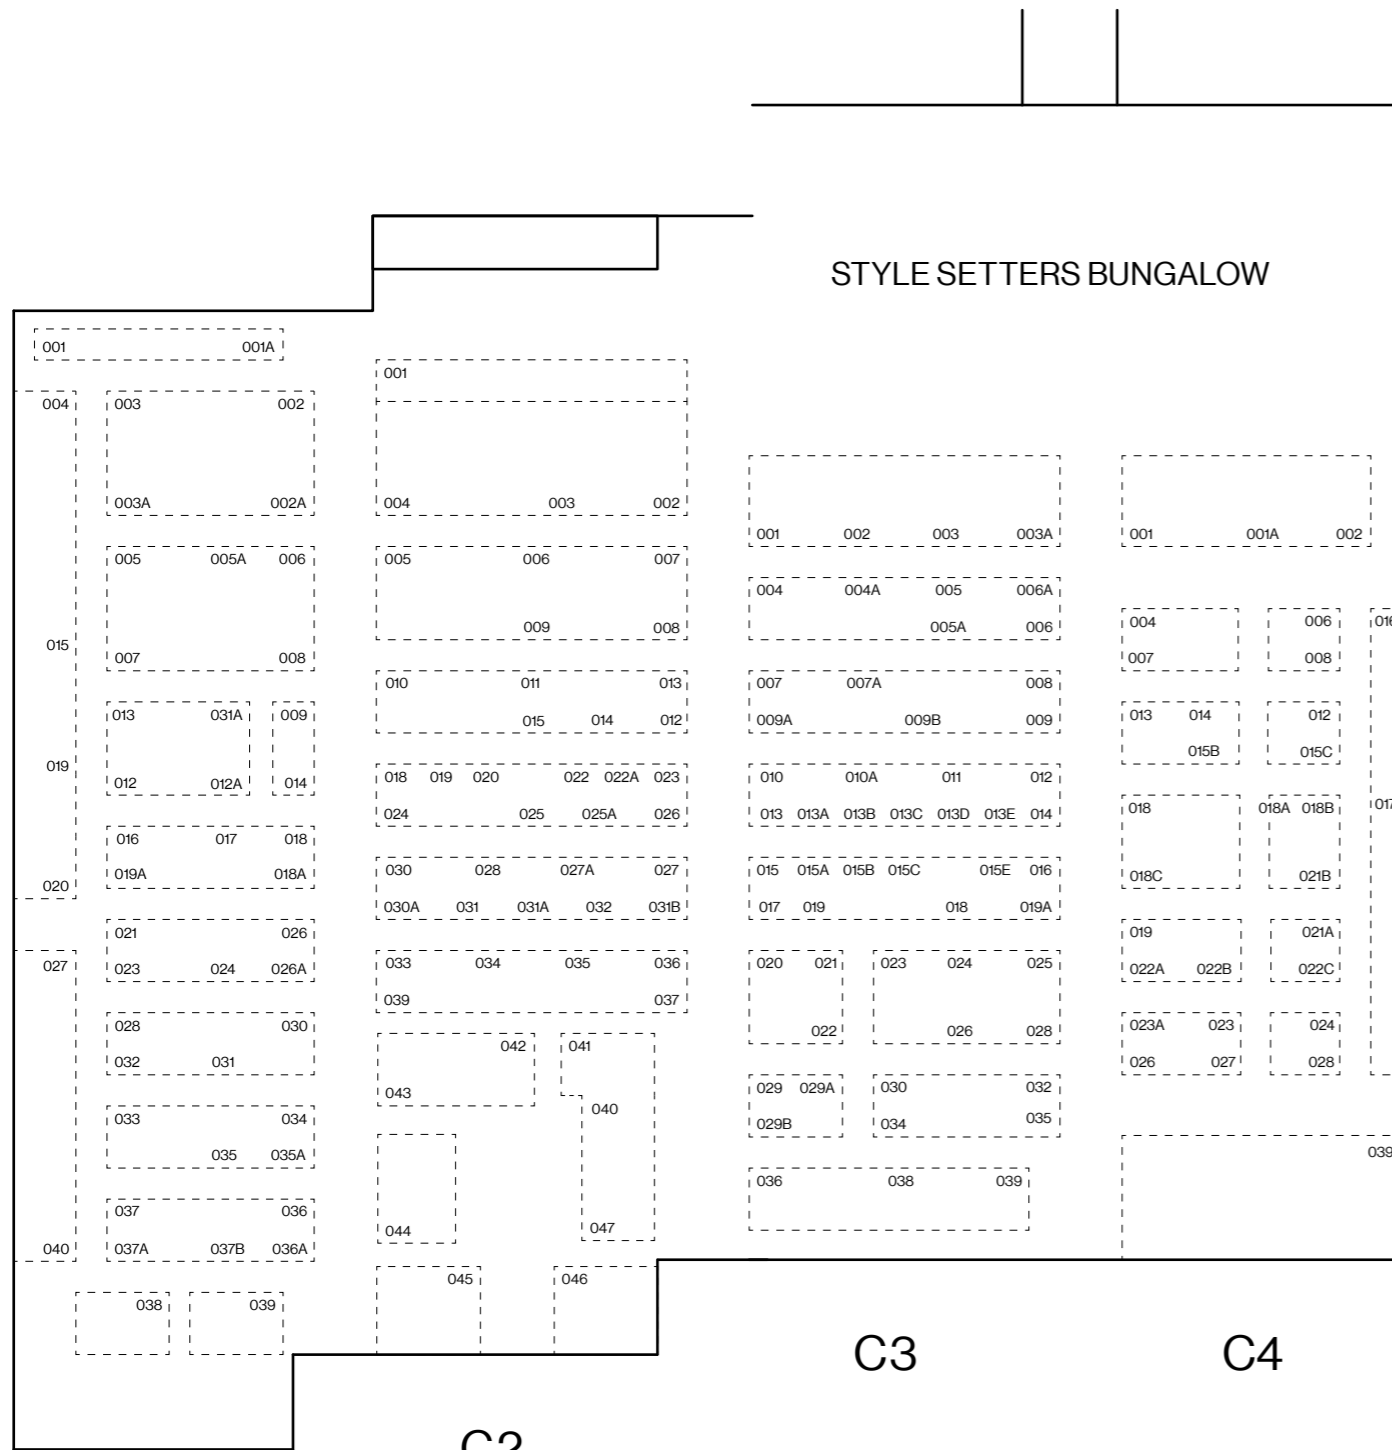 STYLE SETTERS BUNGALOW
001 001A
004
003 002
003A 002A
005 005A 006
015
007 008
013 031A 009
019
012 012A 014
016 017 018
020
019A 018A
021 026
027
023 024 026A
028 030
032 031
033 034
035 035A
037 036
040
037A 037B 036A
038 039
001
004 003 002
005 006 007
009 008
010 011 013
015 014 012
018 019 020 022 022A 023
024 025 025A 026
030 028 027A 027
030A 031 031A 032 031B
033 034 035 036
039 037
042 041
043
040
044 047
045 046
001 002 003 003A
004 004A 005 006A
005A 006
007 007A 008
009A 009B 009
010 010A 011 012
013 013A 013B 013C 013D 013E 014
015 015A 015B 015C 015E 016
017 019 018 019A
020 021 023 024 025
022 026 028
029 029A 030 032
029B 034 035
036 038 039
001 001A 002
004 006
007 008
013 014 012
015B 015C
018 018A 018B
018C 021B
019 021A
022A 022B 022C
023A 023 024
026 027 028
039
C3 C4